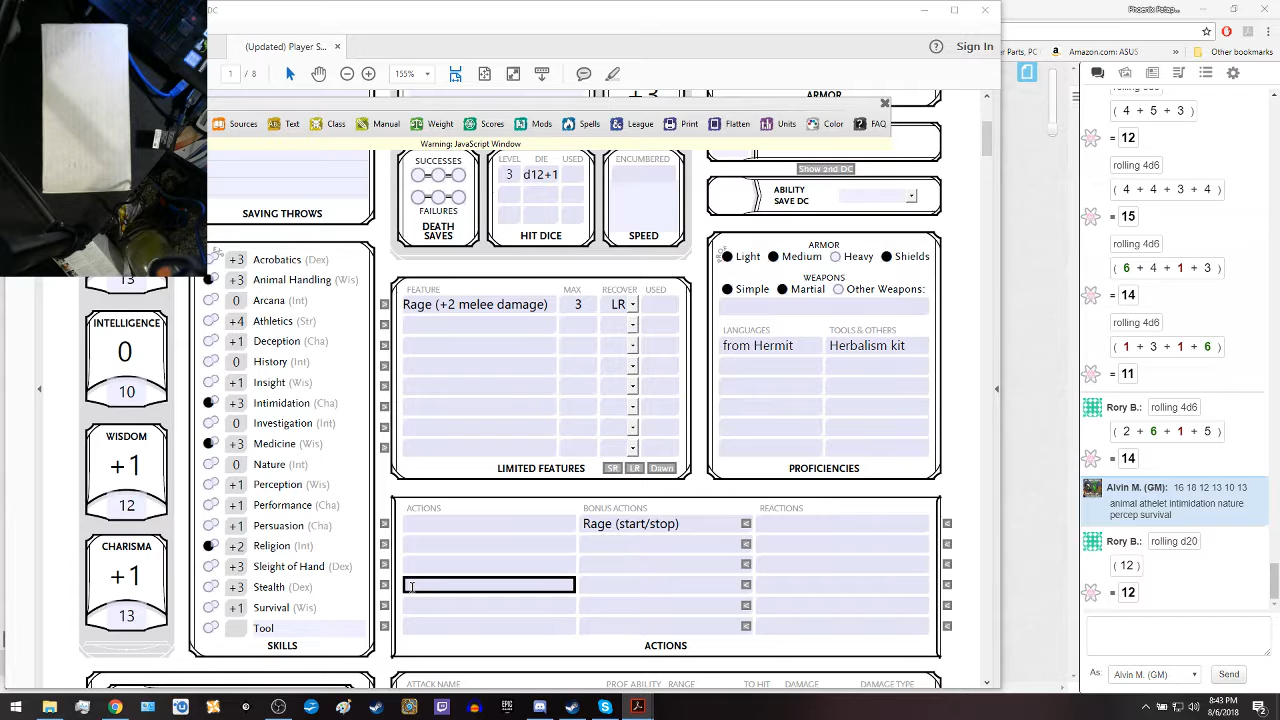 DC
Phoenix Patap...
(Updated) Player S...
Sign In
Parts, PC
Amazon.com: ASUS
Other bookmarks
1 / 8
155%
ARMOR
Sources Text Class Manual Weight Scores Mods Spells League Print Flatten Units Color FAQ
Warning: JavaScript Window
SUCCESSES
FAILURES
DEATH SAVES
LEVEL DIE USED
3 d12+1
HIT DICE
ENCUMBERED
SPEED
Show 2nd DC
ABILITY SAVE DC
SAVING THROWS
13
INTELLIGENCE
0
10
WISDOM
+1
12
CHARISMA
+1
13
+3 Acrobatics (Dex)
+3 Animal Handling (Wis)
0 Arcana (Int)
+4 Athletics (Str)
+1 Deception (Cha)
0 History (Int)
+1 Insight (Wis)
+3 Intimidation (Cha)
0 Investigation (Int)
+3 Medicine (Wis)
0 Nature (Int)
+1 Perception (Wis)
+1 Performance (Cha)
+1 Persuasion (Cha)
+2 Religion (Int)
+3 Sleight of Hand (Dex)
+3 Stealth (Dex)
+1 Survival (Wis)
Tool
SKILLS
FEATURE MAX RECOVER USED
Rage (+2 melee damage) 3 LR
LIMITED FEATURES SR LR Dawn
ARMOR
Light Medium Heavy Shields
WEAPONS
Simple Martial Other Weapons:
LANGUAGES TOOLS & OTHERS
from Hermit Herbalism kit
PROFICIENCIES
ACTIONS BONUS ACTIONS REACTIONS
Rage (start/stop)
ACTIONS
ATTACK NAME PROF ABILITY RANGE TO HIT DAMAGE DAMAGE TYPE
( 4 + 5 + 3 )
= 12
rolling 4d6
( 4 + 4 + 3 + 4 )
= 15
rolling 4d6
( 6 + 4 + 1 + 3 )
= 14
rolling 4d6
( 1 + 3 + 1 + 6 )
= 11
Rory B.: rolling 4d6
( 2 + 6 + 1 + 5 )
= 14
Alvin M. (GM): 16 18 12 13 10 13
animal athelet intimidation nature
percep survival
Rory B.: rolling d20
( 12 )
= 12
As: Alvin M. (GM) Send
8:43 PM
8/6/2018
2